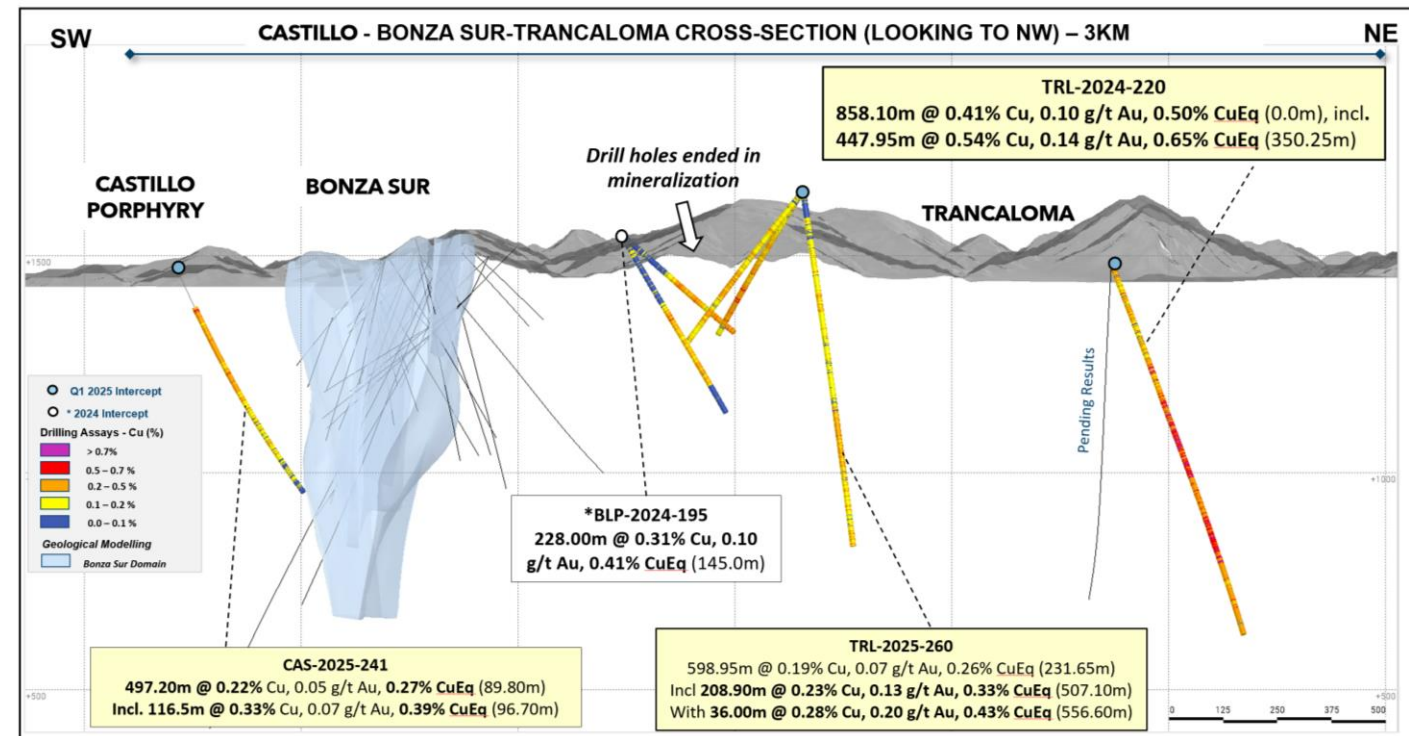 SW
CASTILLO - BONZA SUR-TRANCALOMA CROSS-SECTION (LOOKING TO NW) – 3KM
NE
TRL-2024-220
858.10m @ 0.41% Cu, 0.10 g/t Au, 0.50% CuEq (0.0m), incl.
447.95m @ 0.54% Cu, 0.14 g/t Au, 0.65% CuEq (350.25m)
Drill holes ended in
mineralization
CASTILLO
PORPHYRY
BONZA SUR
TRANCALOMA
+1500
Pending Results
Q1 2025 Intercept
* 2024 Intercept
Drilling Assays - Cu (%)
> 0.7%
0.5 – 0.7 %
0.2 – 0.5 %
0.1 – 0.2 %
0.0 – 0.1 %
Geological Modelling
Bonza Sur Domain
+1000
*BLP-2024-195
228.00m @ 0.31% Cu, 0.10
g/t Au, 0.41% CuEq (145.0m)
CAS-2025-241
497.20m @ 0.22% Cu, 0.05 g/t Au, 0.27% CuEq (89.80m)
Incl. 116.5m @ 0.33% Cu, 0.07 g/t Au, 0.39% CuEq (96.70m)
TRL-2025-260
598.95m @ 0.19% Cu, 0.07 g/t Au, 0.26% CuEq (231.65m)
Incl 208.90m @ 0.23% Cu, 0.13 g/t Au, 0.33% CuEq (507.10m)
With 36.00m @ 0.28% Cu, 0.20 g/t Au, 0.43% CuEq (556.60m)
+500
+500
0 125 250 375 500